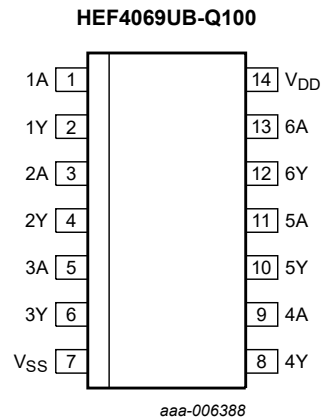 HEF4069UB-Q100
1A 1 14 VDD
1Y 2 13 6A
2A 3 12 6Y
2Y 4 11 5A
3A 5 10 5Y
3Y 6 9 4A
VSS 7 8 4Y
aaa-006388